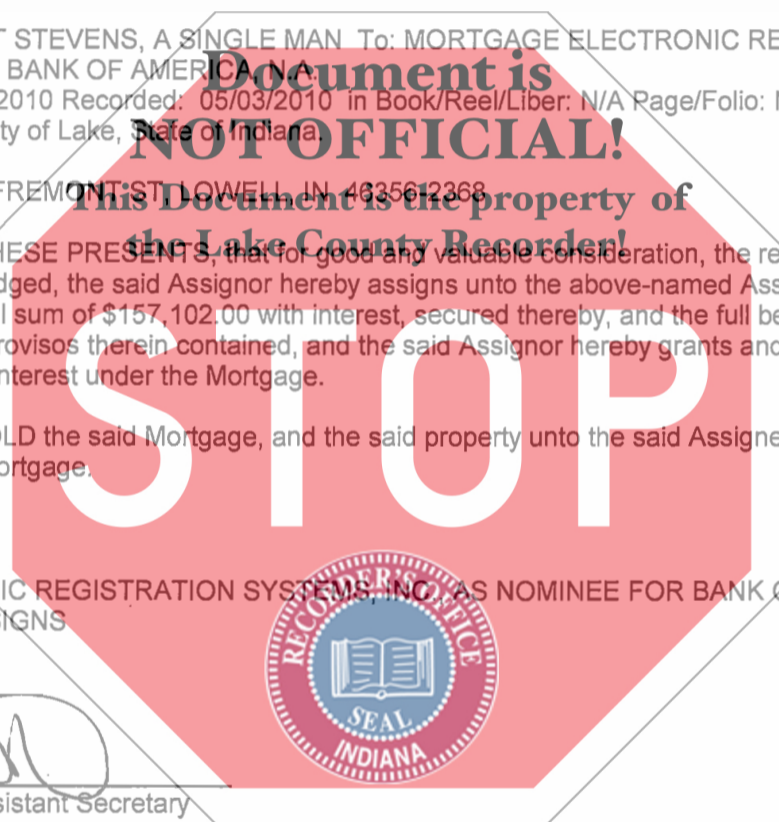 T STEVENS, A SINGLE MAN To: MORTGAGE ELECTRONIC RE
BANK OF AMERICA, N.A.
2010 Recorded: 05/03/2010 in Book/Reel/Liber: N/A Page/Folio:
ty of Lake, State of Indiana.
Document is
NOT OFFICIAL!
FREMONT ST, LOWELL, IN 46356-2368
This Document is the property of
the Lake County Recorder!
HESE PRESENTS, that for good and valuable consideration, the re
dged, the said Assignor hereby assigns unto the above-named Ass
l sum of $157,102.00 with interest, secured thereby, and the full be
rovisos therein contained, and the said Assignor hereby grants and
nterest under the Mortgage.
OLD the said Mortgage, and the said property unto the said Assigne
ortgage.
STOP
IC REGISTRATION SYSTEMS, INC., AS NOMINEE FOR BANK O
IGNS
RECORDER'S OFFICE
SEAL
INDIANA
sistant Secretary